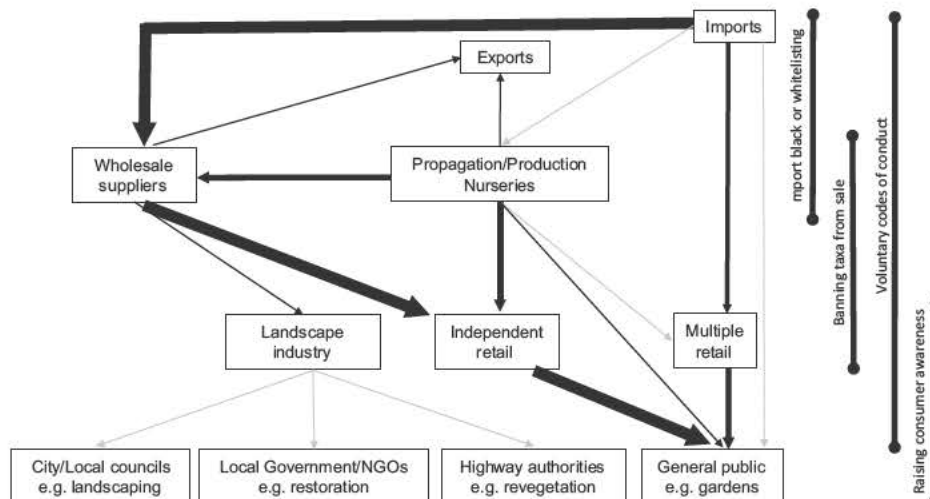 Imports
Exports
Wholesale
suppliers
Propagation/Production
Nurseries
Landscape
industry
Independent
retail
Multiple
retail
City/Local councils
e.g. landscaping
Local Government/NGOs
e.g. restoration
Highway authorities
e.g. revegetation
General public
e.g. gardens
mport black or whitelisting
Banning taxa from sale
Voluntary codes of conduct
Raising consumer awareness